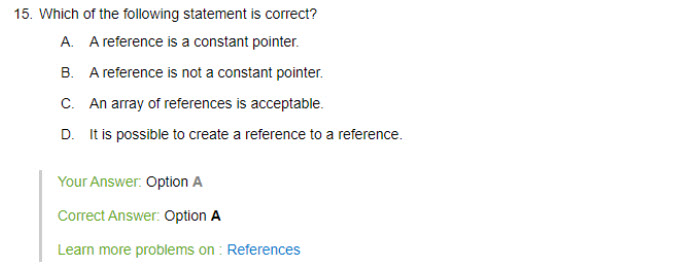 15. Which of the following statement is correct?
A. A reference is a constant pointer.
B. A reference is not a constant pointer.
C. An array of references is acceptable.
D. It is possible to create a reference to a reference.
Your Answer: Option A
Correct Answer: Option A
Learn more problems on : References